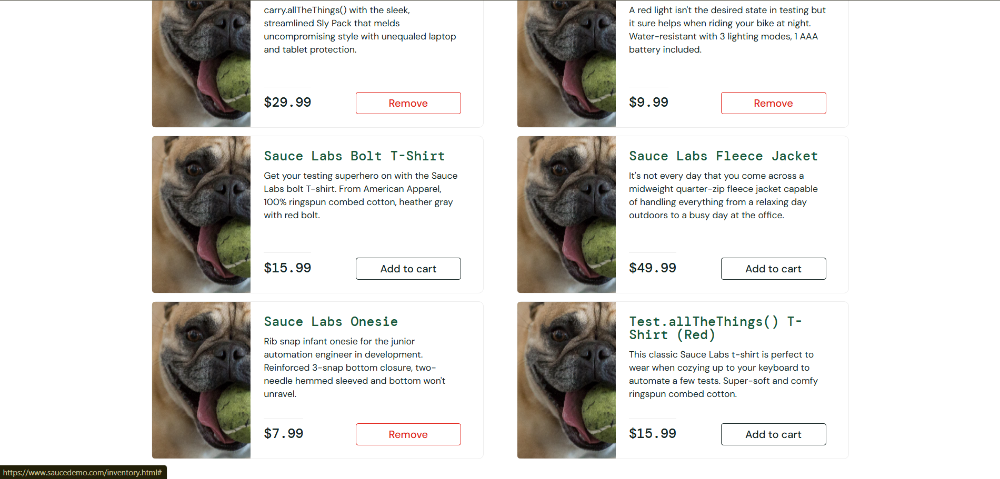 carry.allTheThings() with the sleek,
streamlined Sly Pack that melds
uncompromising style with unequaled laptop
and tablet protection.
$29.99
Remove
A red light isn't the desired state in testing but
it sure helps when riding your bike at night.
Water-resistant with 3 lighting modes, 1 AAA
battery included.
$9.99
Remove
Sauce Labs Bolt T-Shirt
Get your testing superhero on with the Sauce
Labs bolt T-shirt. From American Apparel,
100% ringspun combed cotton, heather gray
with red bolt.
$15.99
Add to cart
Sauce Labs Fleece Jacket
It's not every day that you come across a
midweight quarter-zip fleece jacket capable
of handling everything from a relaxing day
outdoors to a busy day at the office.
$49.99
Add to cart
Sauce Labs Onesie
Rib snap infant onesie for the junior
automation engineer in development.
Reinforced 3-snap bottom closure, two-
needle hemmed sleeved and bottom won't
unravel.
$7.99
Remove
Test.allTheThings() T-
Shirt (Red)
This classic Sauce Labs t-shirt is perfect to
wear when cozying up to your keyboard to
automate a few tests. Super-soft and comfy
ringspun combed cotton.
$15.99
Add to cart
https://www.saucedemo.com/inventory.html#